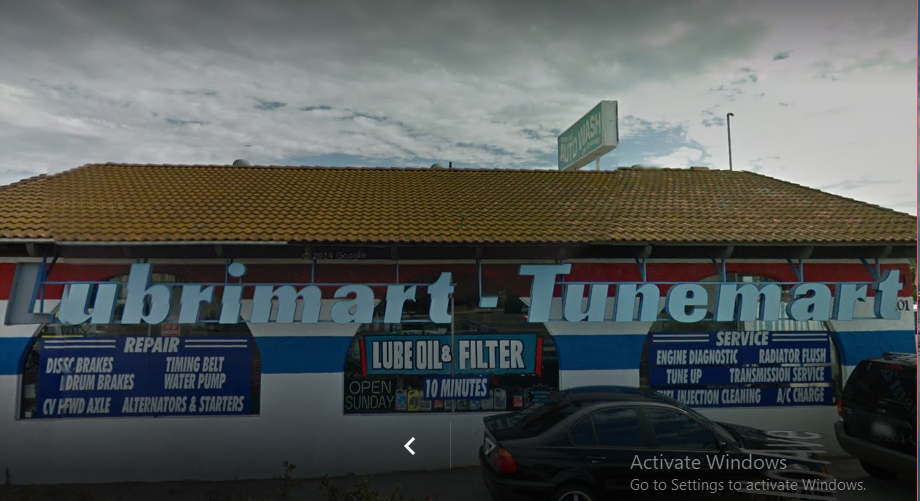 AUTO WASH
© 2014 Google
Lubrimart - Tunemart
REPAIR
DISC BRAKES TIMING BELT
DRUM BRAKES WATER PUMP
CV FWD AXLE ALTERNATORS & STARTERS
LUBE OIL & FILTER
OPEN
SUNDAY
10 MINUTES
SERVICE
ENGINE DIAGNOSTIC RADIATOR FLUSH
TUNE UP TRANSMISSION SERVICE
FUEL INJECTION CLEANING A/C CHARGE
Activate Windows
Go to Settings to activate Windows.